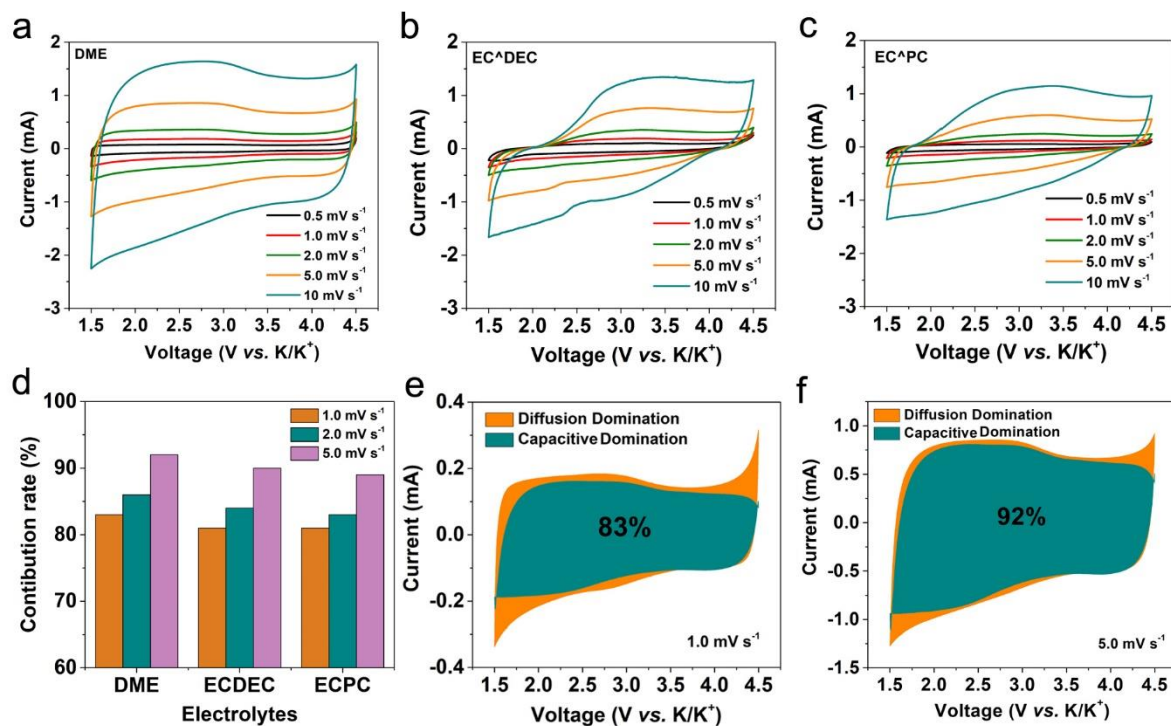 a
DME
2
1
0
-1
-2
-3
Current (mA)
0.5 mV s⁻¹
1.0 mV s⁻¹
2.0 mV s⁻¹
5.0 mV s⁻¹
10 mV s⁻¹
1.5 2.0 2.5 3.0 3.5 4.0 4.5
Voltage (V vs. K/K⁺)
b
EC^DEC
2
1
0
-1
-2
-3
Current (mA)
0.5 mV s⁻¹
1.0 mV s⁻¹
2.0 mV s⁻¹
5.0 mV s⁻¹
10 mV s⁻¹
1.5 2.0 2.5 3.0 3.5 4.0 4.5
Voltage (V vs. K/K⁺)
c
EC^PC
2
1
0
-1
-2
-3
Current (mA)
0.5 mV s⁻¹
1.0 mV s⁻¹
2.0 mV s⁻¹
5.0 mV s⁻¹
10 mV s⁻¹
1.5 2.0 2.5 3.0 3.5 4.0 4.5
Voltage (V vs. K/K⁺)
d
100
90
80
70
60
Contibution rate (%)
1.0 mV s⁻¹
2.0 mV s⁻¹
5.0 mV s⁻¹
DME ECDEC ECPC
Electrolytes
e
Diffusion Domination
Capacitive Domination
0.4
0.2
0.0
-0.2
-0.4
Current (mA)
83%
1.0 mV s⁻¹
1.5 2.0 2.5 3.0 3.5 4.0 4.5
Voltage (V vs. K/K⁺)
f
Diffusion Domination
Capacitive Domination
1.0
0.5
0.0
-0.5
-1.0
-1.5
Current (mA)
92%
5.0 mV s⁻¹
1.5 2.0 2.5 3.0 3.5 4.0 4.5
Voltage (V vs. K/K⁺)